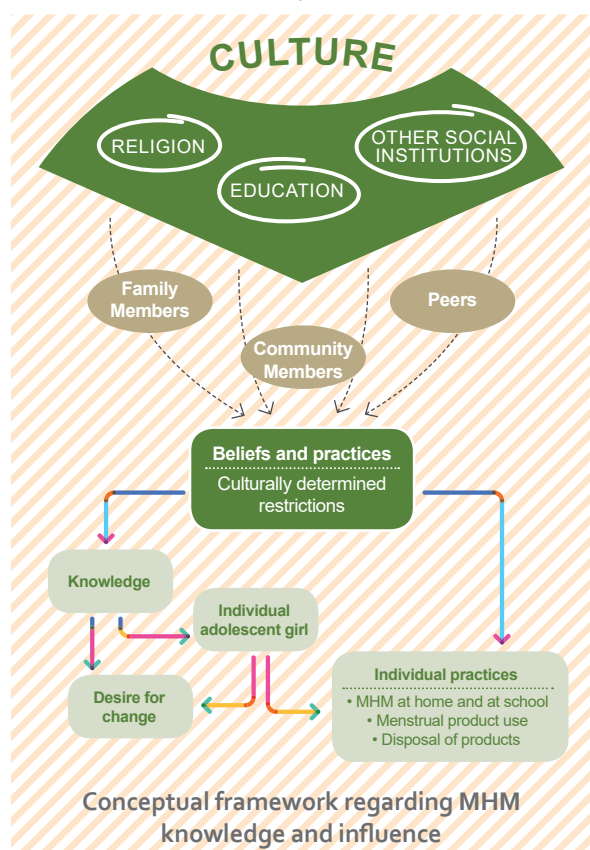 CULTURE
RELIGION
EDUCATION
OTHER SOCIAL
INSTITUTIONS
Family
Members
Community
Members
Peers
Beliefs and practices
Culturally determined
restrictions
Knowledge
Individual
adolescent girl
Desire for
change
Individual practices
• MHM at home and at school
• Menstrual product use
• Disposal of products
Conceptual framework regarding MHM
knowledge and influence